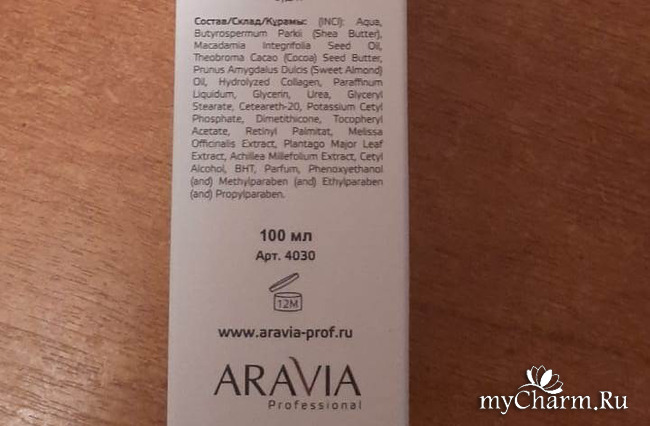 Состав/Склад/Құрамы: (INCI): Aqua,
Butyrospermum Parkii (Shea Butter),
Macadamia Integrifolia Seed Oil,
Theobroma Cacao (Cocoa) Seed Butter,
Prunus Amygdalus Dulcis (Sweet Almond)
Oil, Hydrolyzed Collagen, Paraffinum
Liquidum, Glycerin, Urea, Glyceryl
Stearate, Ceteareth-20, Potassium Cetyl
Phosphate, Dimetithicone, Tocopheryl
Acetate, Retinyl Palmitat, Melissa
Officinalis Extract, Plantago Major Leaf
Extract, Achillea Millefolium Extract, Cetyl
Alcohol, BHT, Parfum, Phenoxyethanol
(and) Methylparaben (and) Ethylparaben
(and) Propylparaben.
100 мл
Арт. 4030
12M
www.aravia-prof.ru
ARAVIA
Professional
myCharm.Ru